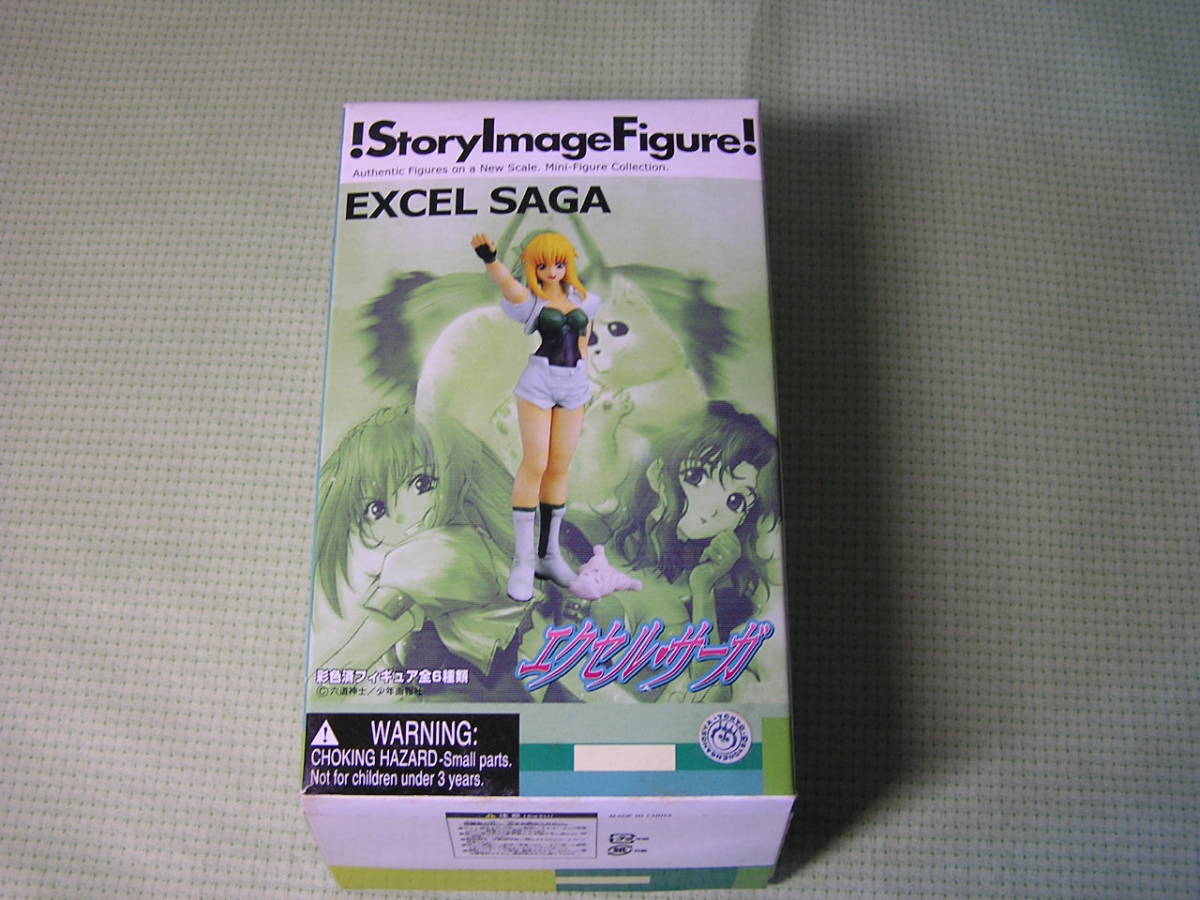 !StoryImageFigure!
Authentic Figures on a New Scale. Mini-Figure Collection.
EXCEL SAGA
エクセル・サーガ
彩色済フィギュア全6種類
©六道神士／少年画報社
WARNING:
CHOKING HAZARD-Small parts.
Not for children under 3 years.
MADE IN CHINA